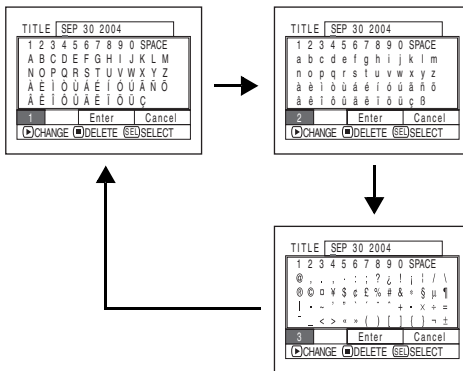 TITLE SEP 30 2004
1 2 3 4 5 6 7 8 9 0 SPACE
A B C D E F G H I J K L M
N O P Q R S T U V W X Y Z
À È Ì Ò Ù Á É Í Ó Ú Ã Ñ Õ
Â Ê Î Ô Û Ä Ë Ï Ö Ü Ç
1 Enter Cancel
CHANGE DELETE SEL SELECT
TITLE SEP 30 2004
1 2 3 4 5 6 7 8 9 0 SPACE
a b c d e f g h i j k l m
n o p q r s t u v w x y z
à è ì ò ù á é í ó ú ã ñ õ
â ê î ô û ä ë ï ö ü ç ß
2 Enter Cancel
CHANGE DELETE SEL SELECT
TITLE SEP 30 2004
1 2 3 4 5 6 7 8 9 0 SPACE
@ , . ‚ · : ; ? ¿ ! ¡ ¦ / \
® © ¤ ¥ $ ¢ £ % # & * § µ ¶
< > « » ( ) [ ] { } ¬ ±
3 Enter Cancel
CHANGE DELETE SEL SELECT